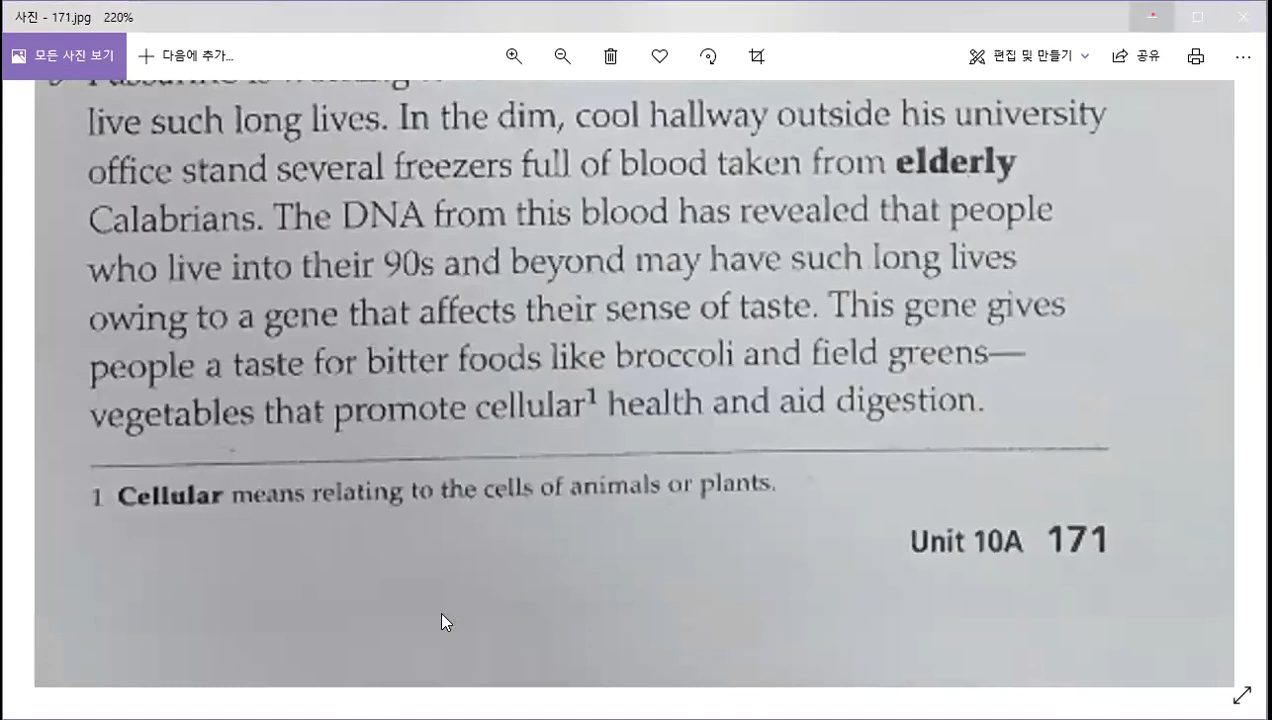 사진 - 171.jpg 220%
모든 사진 보기 다음에 추가... 편집 및 만들기 공유
live such long lives. In the dim, cool hallway outside his university
office stand several freezers full of blood taken from elderly
Calabrians. The DNA from this blood has revealed that people
who live into their 90s and beyond may have such long lives
owing to a gene that affects their sense of taste. This gene gives
people a taste for bitter foods like broccoli and field greens—
vegetables that promote cellular¹ health and aid digestion.
1 Cellular means relating to the cells of animals or plants.
Unit 10A 171